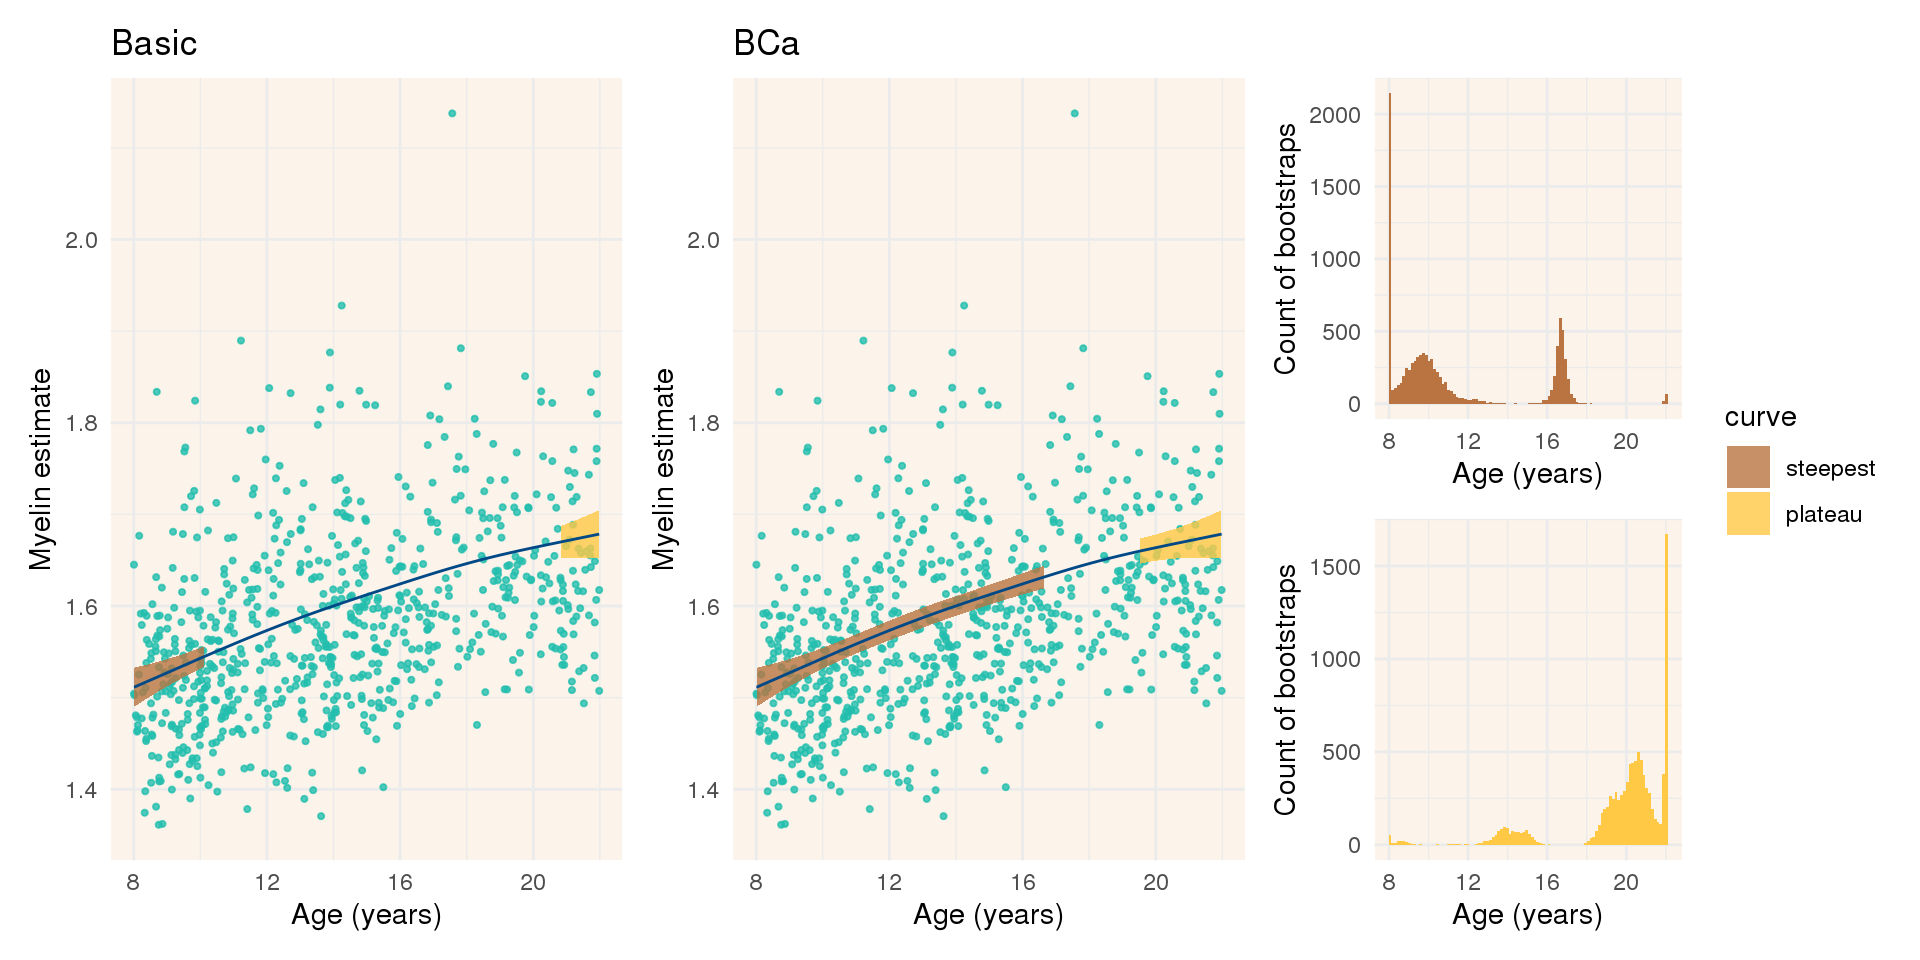 Basic
Myelin estimate
2.0
1.8
1.6
1.4
8 12 16 20
Age (years)
BCa
Myelin estimate
2.0
1.8
1.6
1.4
8 12 16 20
Age (years)
Count of bootstraps
2000
1500
1000
500
0
8 12 16 20
Age (years)
Count of bootstraps
1500
1000
500
0
8 12 16 20
Age (years)
curve
steepest
plateau